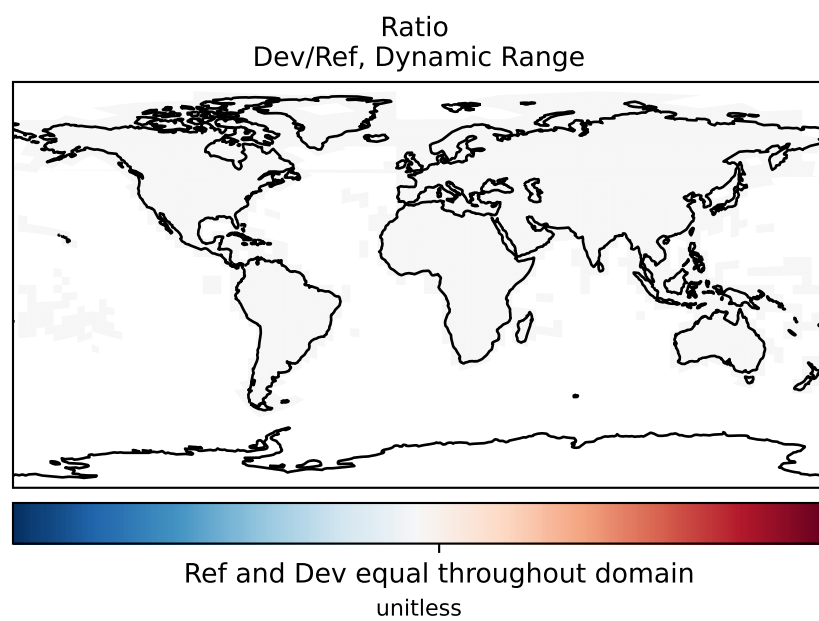 Ratio
Dev/Ref, Dynamic Range
Ref and Dev equal throughout domain
unitless